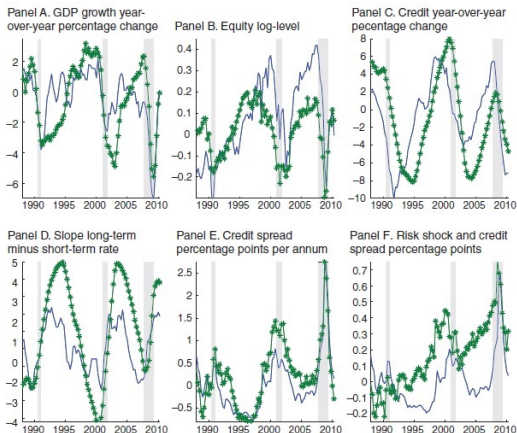 Panel A. GDP growth year-
over-year percentage change
2
0
−2
−4
−6
1990 1995 2000 2005 2010
Panel B. Equity log-level
0.4
0.3
0.2
0.1
0
−0.1
−0.2
1990 1995 2000 2005 2010
Panel C. Credit year-over-year
pecentage change
8
6
4
2
0
−2
−4
−6
−8
−10
1990 1995 2000 2005 2010
Panel D. Slope long-term
minus short-term rate
5
4
3
2
1
0
−2
−3
−4
1990 1995 2000 2005 2010
Panel E. Credit spread
percentage points per annum
2.5
2
1.5
1
0.5
0
−0.5
1990 1995 2000 2005 2010
Panel F. Risk shock and credit
spread percentage points
0.7
0.6
0.5
0.4
0.3
0.2
0.1
0
−0.1
−0.2
1990 1995 2000 2005 2010